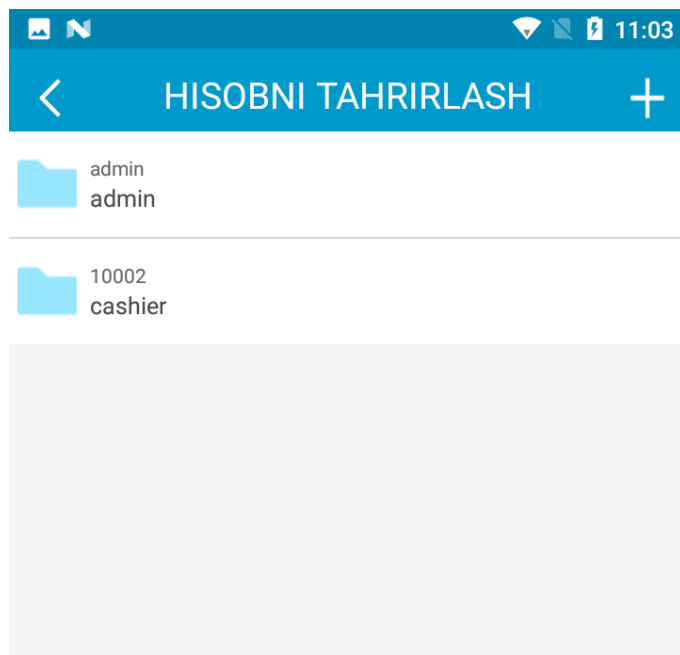 11:03
HISOBNI TAHRIRLASH
admin
admin
10002
cashier